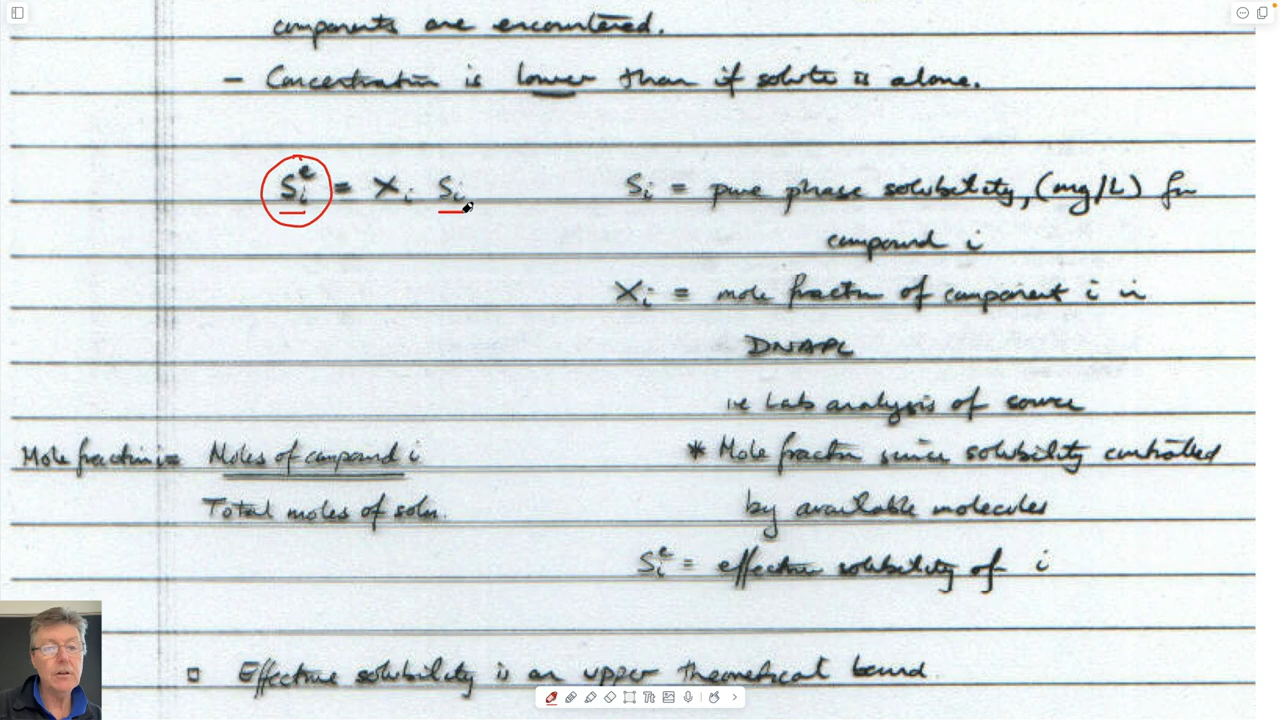 components are encountered.
– Concentration is lower than if solute is alone.
Sᵢᵉ = Xᵢ Sᵢ
Sᵢ = pure phase solubility, (mg/L) for
compound i
Xᵢ = mole fraction of component i in
DNAPL
ie Lab analysis of source
Mole fraction i = Moles of compound i
Total moles of soln.
* Mole fraction since solubility controlled
by available molecules
Sᵢᵉ = effective solubility of i
□ Effective solubility is an upper theoretical bound.